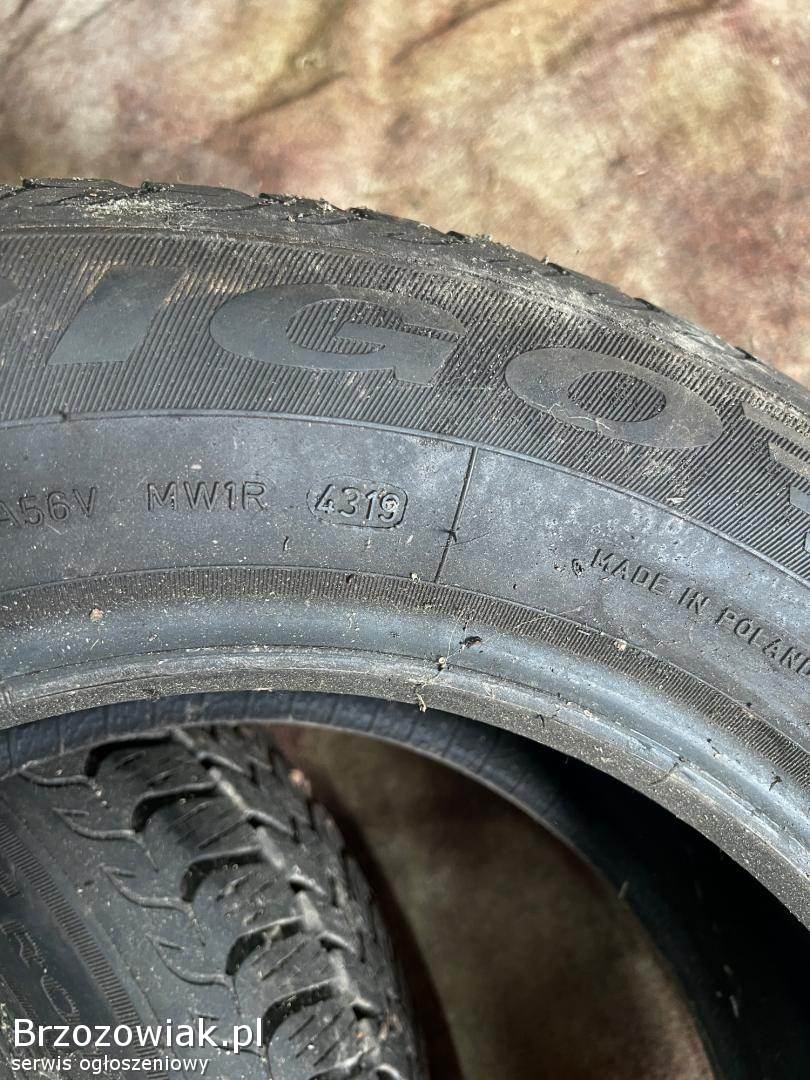 IGO
A56V MW1R 4319
MADE IN POLAND
Brzozowiak.pl
serwis ogłoszeniowy